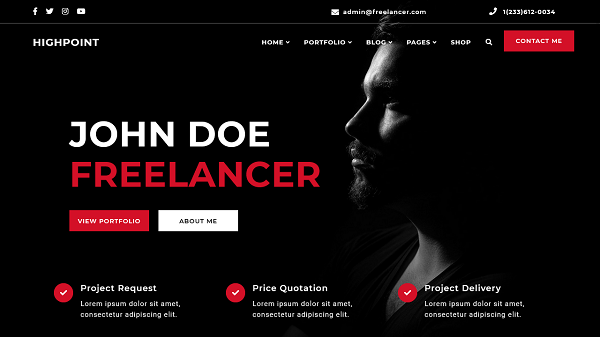 admin@freelancer.com 1(233)612-0034
HIGHPOINT HOME PORTFOLIO BLOG PAGES SHOP CONTACT ME
JOHN DOE
FREELANCER
VIEW PORTFOLIO ABOUT ME
Project Request Price Quotation Project Delivery
Lorem ipsum dolor sit amet, Lorem ipsum dolor sit amet, Lorem ipsum dolor sit amet,
consectetur adipiscing elit. consectetur adipiscing elit. consectetur adipiscing elit.